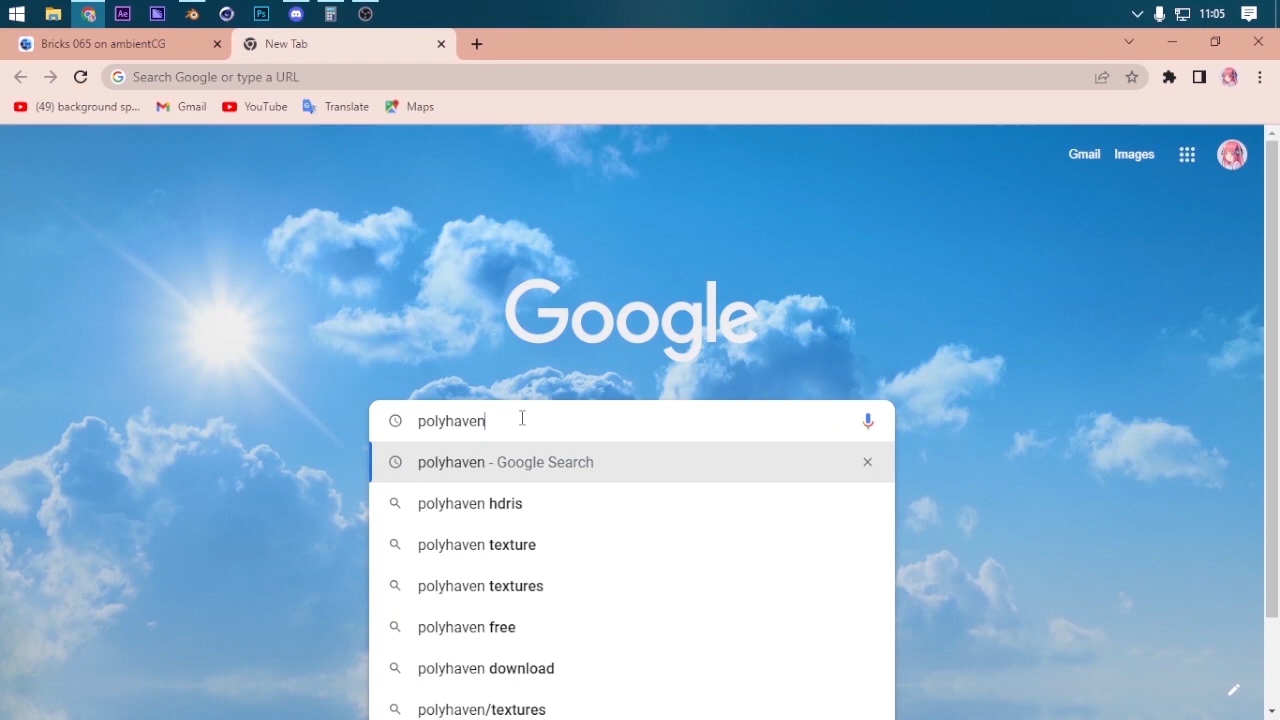 Ae
Ps
11:05
Bricks 065 on ambientCG
New Tab
Search Google or type a URL
(49) background sp...
Gmail
YouTube
Translate
Maps
Gmail
Images
Google
polyhaven
polyhaven - Google Search
polyhaven hdris
polyhaven texture
polyhaven textures
polyhaven free
polyhaven download
polyhaven/textures